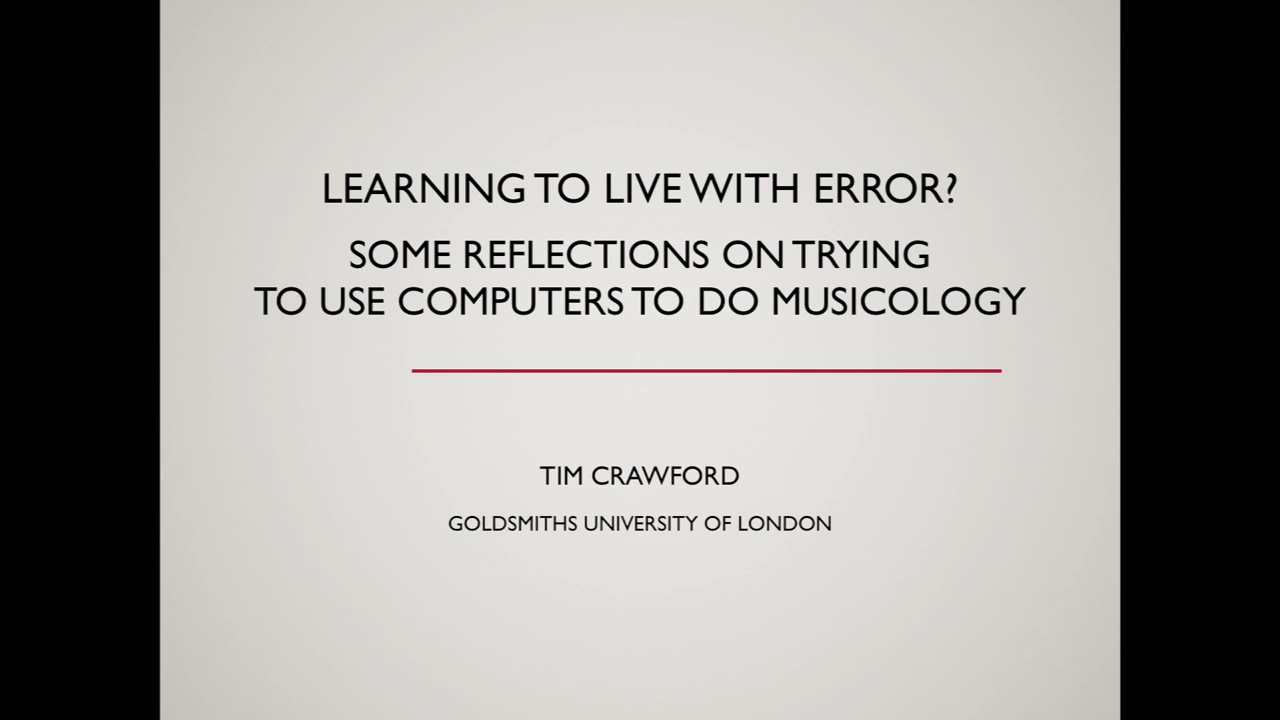 LEARNING TO LIVE WITH ERROR?
SOME REFLECTIONS ON TRYING
TO USE COMPUTERS TO DO MUSICOLOGY
TIM CRAWFORD
GOLDSMITHS UNIVERSITY OF LONDON